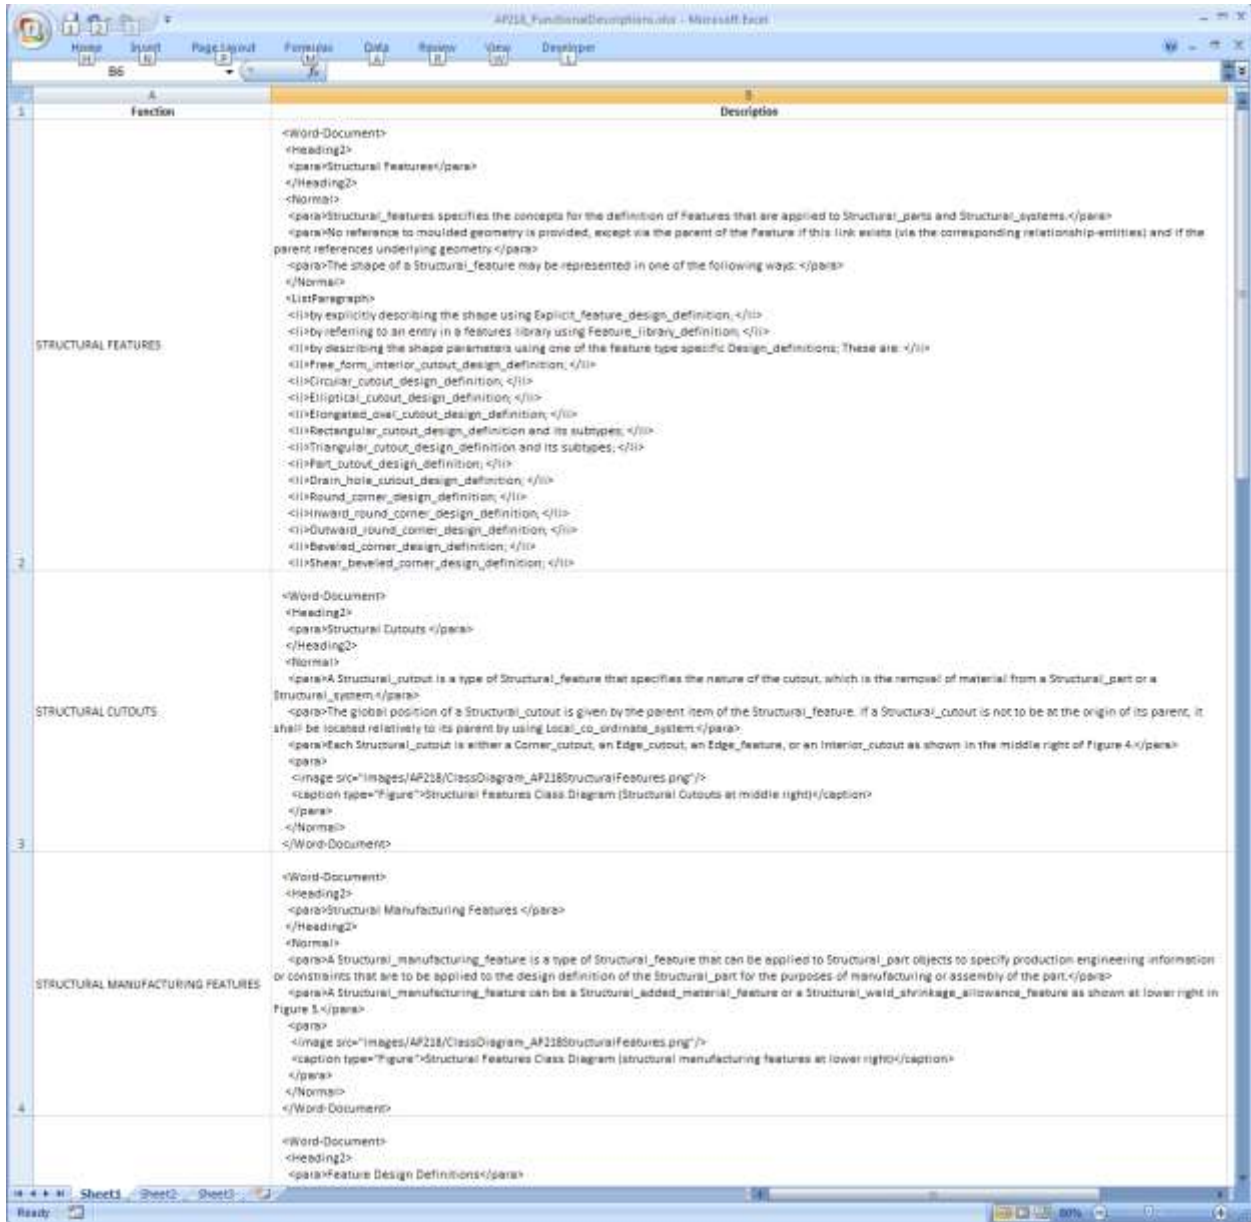 AP218_FunctionalDescriptions.xlsx - Microsoft Excel
1 2 3
Home Insert Page Layout Formulas Data Review View Developer
H N P M A R W L
B6 fx
A B
1 Function Description
<Word-Document>
<Heading2>
<para>Structural Features</para>
</Heading2>
<Normal>
<para>Structural_features specifies the concepts for the definition of Features that are applied to Structural_parts and Structural_systems.</para>
<para>No reference to moulded geometry is provided, except via the parent of the Feature if this link exists (via the corresponding relationship-entities) and if the
parent references underlying geometry.</para>
<para>The shape of a Structural_feature may be represented in one of the following ways: </para>
</Normal>
<ListParagraph>
<li>by explicitly describing the shape using Explicit_feature_design_definition; </li>
<li>by referring to an entry in a features library using Feature_library_definition; </li>
STRUCTURAL FEATURES
<li>by describing the shape parameters using one of the feature type specific Design_definitions; These are: </li>
<li>Free_form_interior_cutout_design_definition; </li>
<li>Circular_cutout_design_definition; </li>
<li>Elliptical_cutout_design_definition; </li>
<li>Elongated_oval_cutout_design_definition; </li>
<li>Rectangular_cutout_design_definition and its subtypes; </li>
<li>Triangular_cutout_design_definition and its subtypes; </li>
<li>Part_cutout_design_definition; </li>
<li>Drain_hole_cutout_design_definition; </li>
<li>Round_corner_design_definition; </li>
<li>Inward_round_corner_design_definition; </li>
<li>Outward_round_corner_design_definition; </li>
<li>Beveled_corner_design_definition; </li>
2 <li>Shear_beveled_corner_design_definition; </li>
<Word-Document>
<Heading2>
<para>Structural Cutouts </para>
</Heading2>
<Normal>
<para>A Structural_cutout is a type of Structural_feature that specifies the nature of the cutout, which is the removal of material from a Structural_part or a
Structural_system.</para>
STRUCTURAL CUTOUTS
<para>The global position of a Structural_cutout is given by the parent item of the Structural_feature. If a Structural_cutout is not to be at the origin of its parent, it
shall be located relatively to its parent by using Local_co_ordinate_system.</para>
<para>Each Structural_cutout is either a Corner_cutout, an Edge_cutout, an Edge_feature, or an Interior_cutout as shown in the middle right of Figure 4.</para>
<para>
<image src="images/AP218/ClassDiagram_AP218StructuralFeatures.png"/>
<caption type="Figure">Structural Features Class Diagram (Structural Cutouts at middle right)</caption>
</para>
</Normal>
3 </Word-Document>
<Word-Document>
<Heading2>
<para>Structural Manufacturing Features </para>
</Heading2>
<Normal>
<para>A Structural_manufacturing_feature is a type of Structural_feature that can be applied to Structural_part objects to specify production engineering information
STRUCTURAL MANUFACTURING FEATURES
or constraints that are to be applied to the design definition of the Structural_part for the purposes of manufacturing or assembly of the part.</para>
<para>A Structural_manufacturing_feature can be a Structural_added_material_feature or a Structural_weld_shrinkage_allowance_feature as shown at lower right in
Figure 5.</para>
<para>
<image src="images/AP218/ClassDiagram_AP218StructuralFeatures.png"/>
<caption type="Figure">Structural Features Class Diagram (structural manufacturing features at lower right)</caption>
</para>
</Normal>
4 </Word-Document>
<Word-Document>
<Heading2>
<para>Feature Design Definitions</para>
Sheet1 Sheet2 Sheet3
Ready 80%